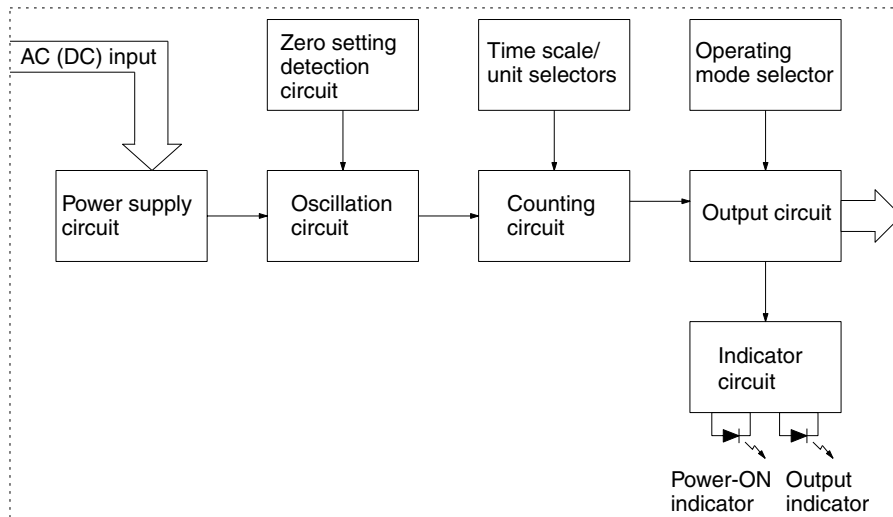 AC (DC) input
Zero setting
detection
circuit
Time scale/
unit selectors
Operating
mode selector
Power supply
circuit
Oscillation
circuit
Counting
circuit
Output circuit
Indicator
circuit
Power-ON
indicator
Output
indicator